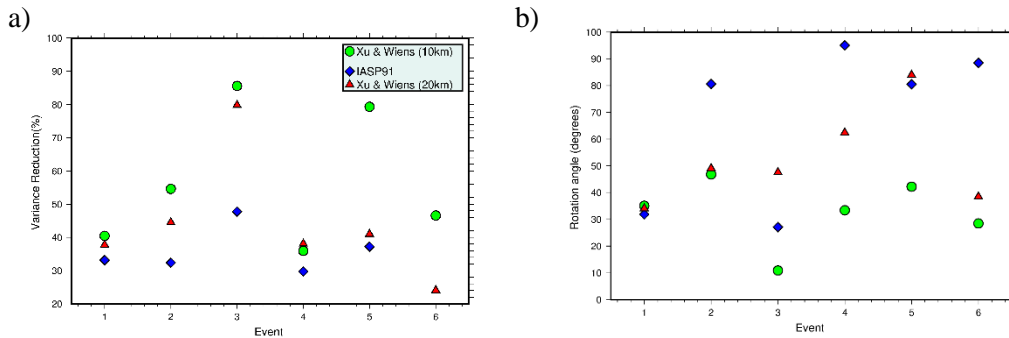 a)
100
90
80
70
60
50
40
30
20
Variance Reduction(%)
Xu & Wiens (10km)
IASP91
Xu & Wiens (20km)
1 2 3 4 5 6
Event
b)
100
90
80
70
60
50
40
30
20
10
0
Rotation angle (degrees)
1 2 3 4 5 6
Event